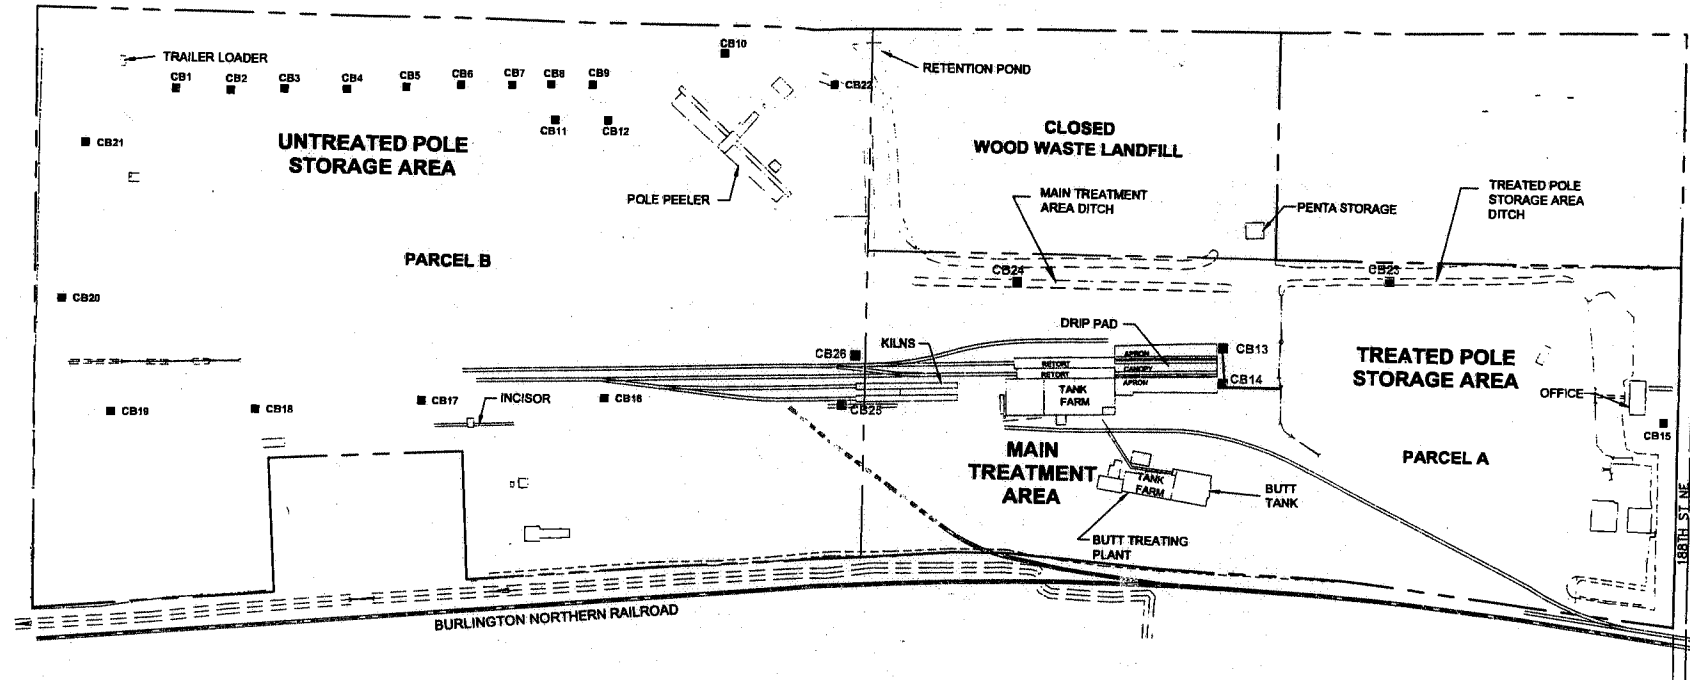 CB10
TRAILER LOADER
CB1
CB2
CB3
CB4
CB5
CB6
CB7
CB8
CB9
CB22
RETENTION POND
CB11
CB12
CB21
UNTREATED POLE
STORAGE AREA
CLOSED
WOOD WASTE LANDFILL
POLE PEELER
MAIN TREATMENT
AREA DITCH
PENTA STORAGE
TREATED POLE
STORAGE AREA
DITCH
PARCEL B
CB24
CB23
CB20
DRIP PAD
KILNS
CB26
CB13
APRON
RETORT
CANOPY
RETORT
APRON
CB14
TREATED POLE
STORAGE AREA
TANK
FARM
OFFICE
CB19
CB18
CB17
INCISOR
CB16
CB25
CB15
MAIN
TREATMENT
AREA
PARCEL A
TANK
FARM
BUTT
TANK
BUTT TREATING
PLANT
188TH ST NE
BURLINGTON NORTHERN RAILROAD